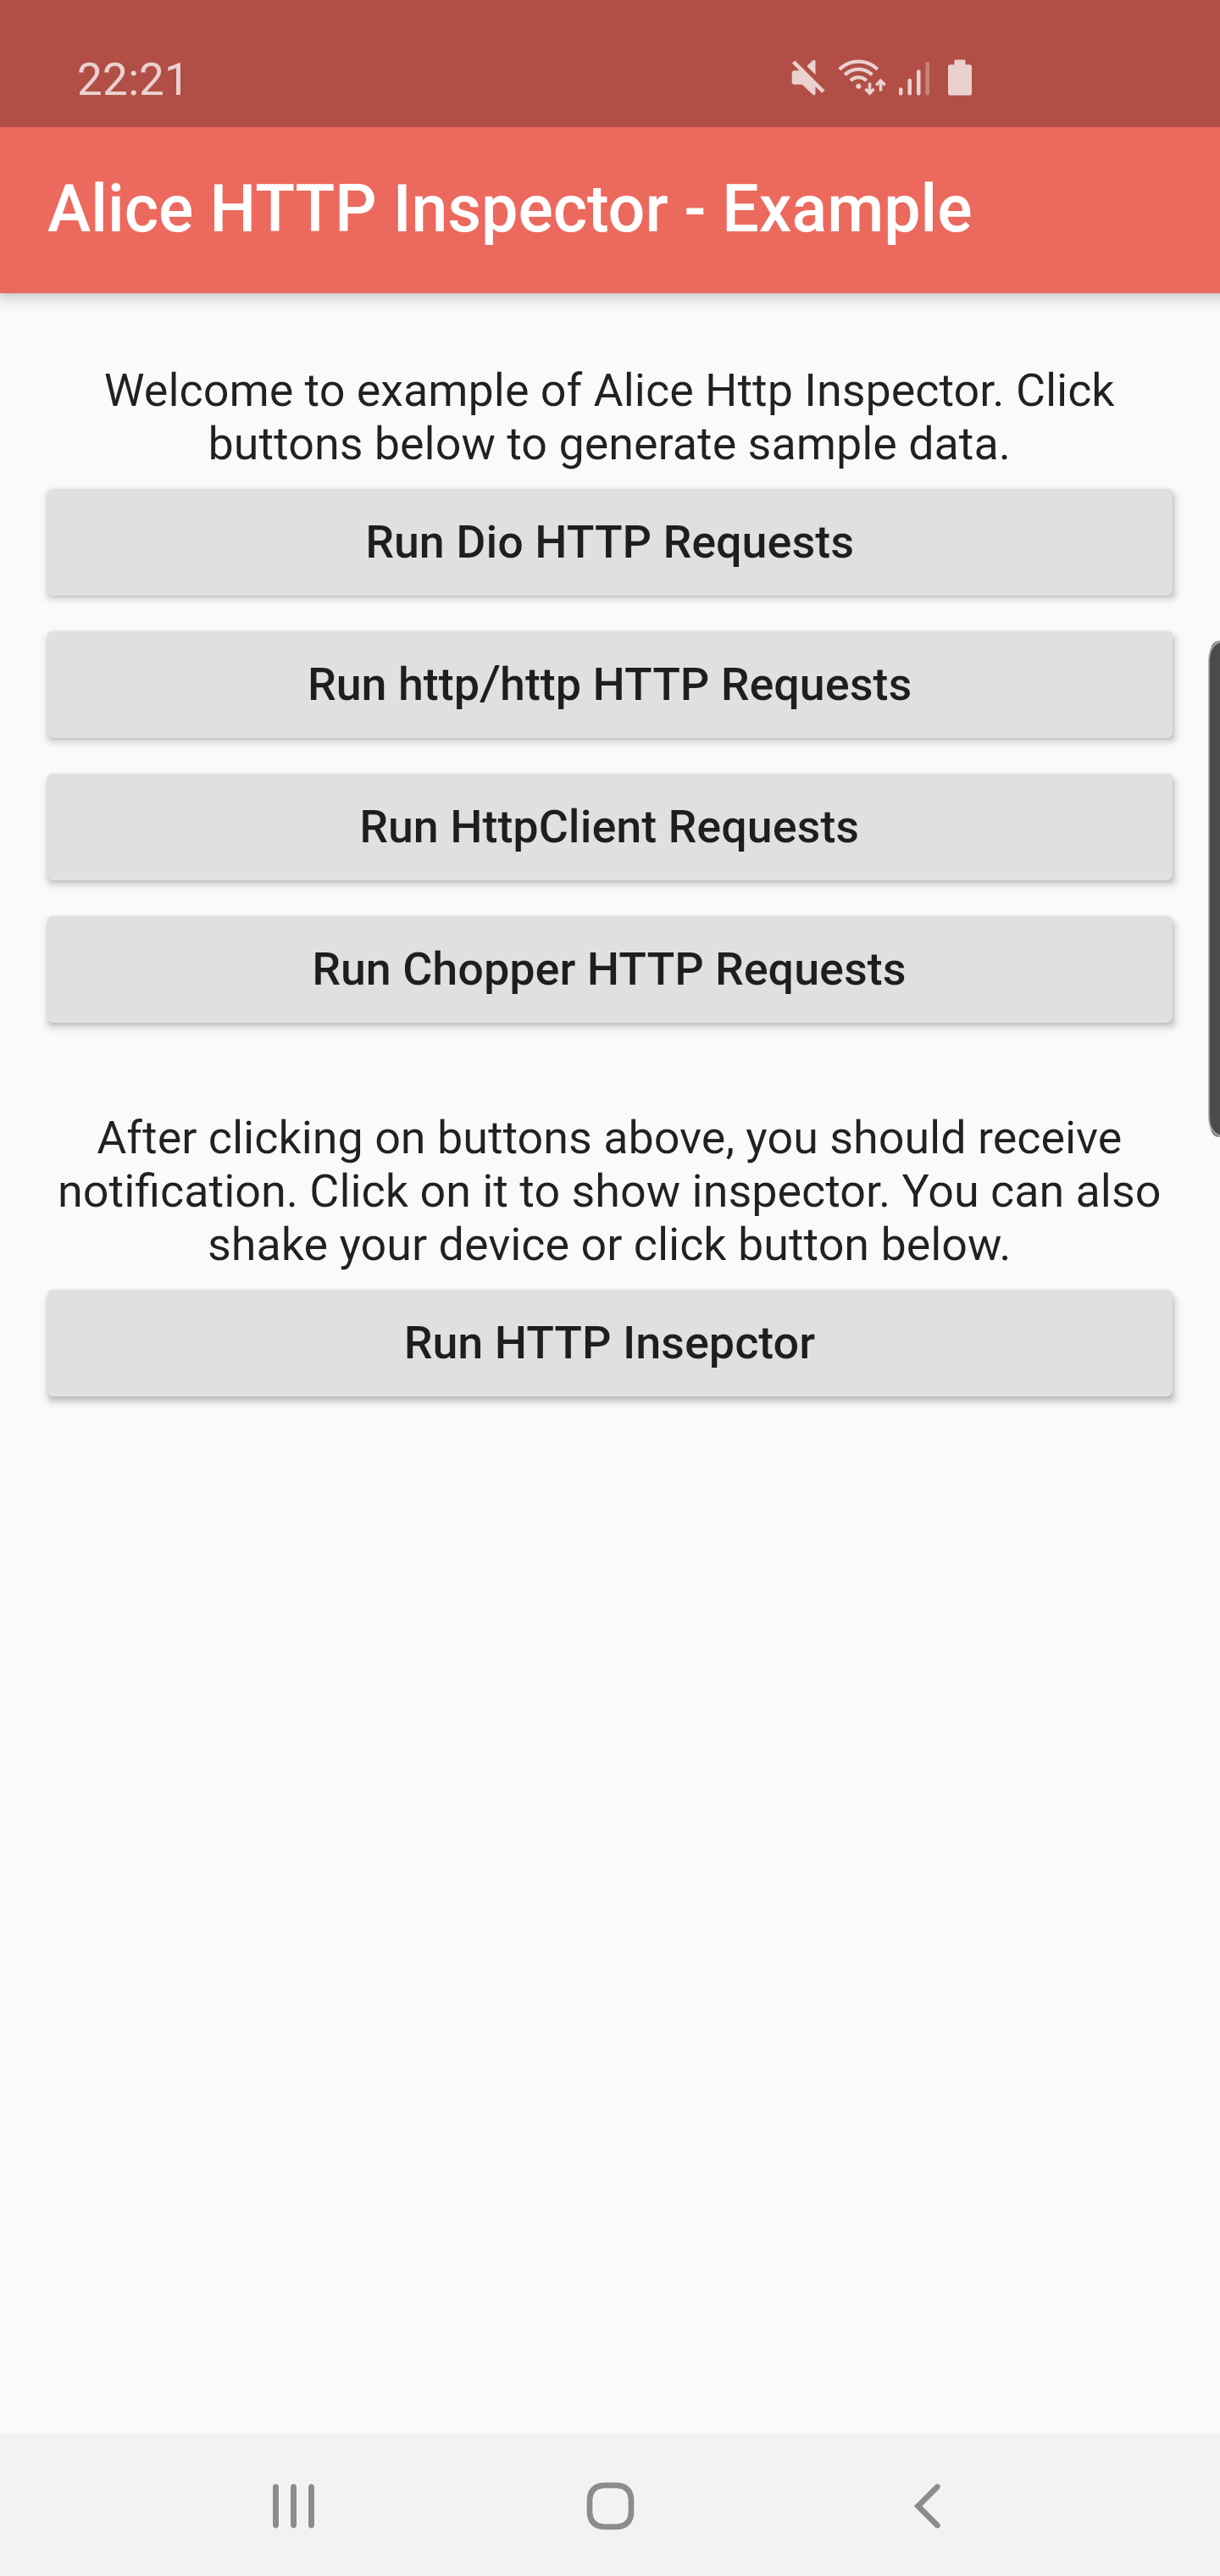 22:21
Alice HTTP Inspector - Example
Welcome to example of Alice Http Inspector. Click
buttons below to generate sample data.
Run Dio HTTP Requests
Run http/http HTTP Requests
Run HttpClient Requests
Run Chopper HTTP Requests
After clicking on buttons above, you should receive
notification. Click on it to show inspector. You can also
shake your device or click button below.
Run HTTP Insepctor